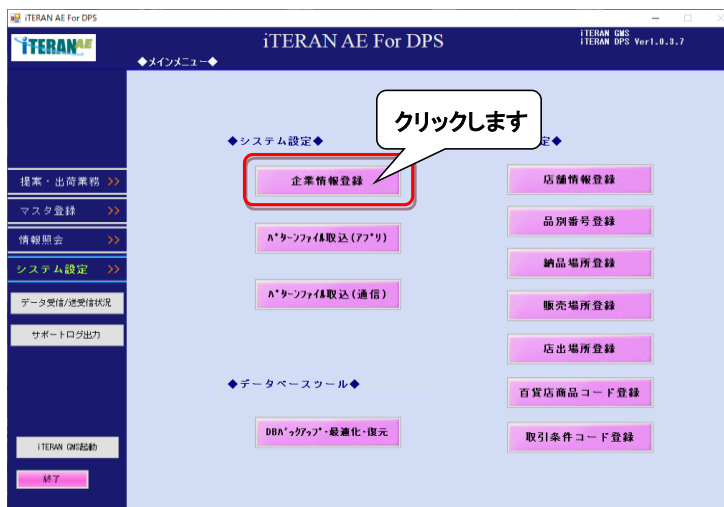 iTERAN AE For DPS
iTERAN AE
iTERAN AE For DPS
iTERAN GMS
iTERAN DPS Ver1.0.3.7
◆メインメニュー◆
クリックします
◆システム設定◆
定◆
企業情報登録
店舗情報登録
提案・出荷業務 >>
マスタ登録 >>
品別番号登録
情報照会 >>
ﾊﾟﾀｰﾝﾌｧｲﾙ取込(ｱﾌﾟﾘ)
納品場所登録
システム設定 >>
データ受信/送受信状況
ﾊﾟﾀｰﾝﾌｧｲﾙ取込(通信)
販売場所登録
サポートログ出力
店出場所登録
◆データベースツール◆
百貨店商品コード登録
DBﾊﾞｯｸｱｯﾌﾟ・最適化・復元
取引条件コード登録
iTERAN GMS起動
終了